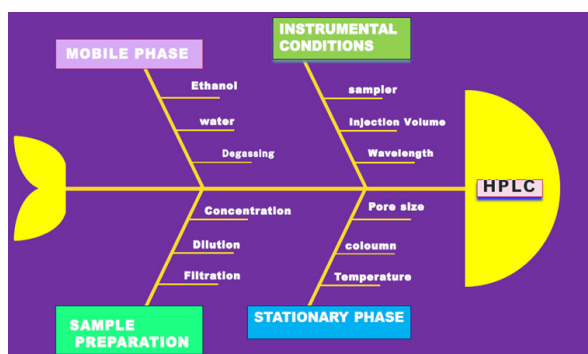 MOBILE PHASE
INSTRUMENTAL
CONDITIONS
Ethanol
water
Degassing
sampler
Injection Volume
Wavelength
HPLC
Concentration
Dilution
Filtration
Pore size
coloumn
Temperature
SAMPLE
PREPARATION
STATIONARY PHASE